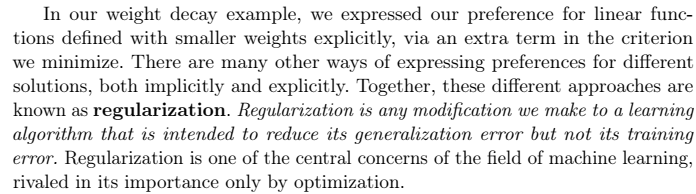 In our weight decay example, we expressed our preference for linear func-
tions defined with smaller weights explicitly, via an extra term in the criterion
we minimize. There are many other ways of expressing preferences for different
solutions, both implicitly and explicitly. Together, these different approaches are
known as regularization. Regularization is any modification we make to a learning
algorithm that is intended to reduce its generalization error but not its training
error. Regularization is one of the central concerns of the field of machine learning,
rivaled in its importance only by optimization.